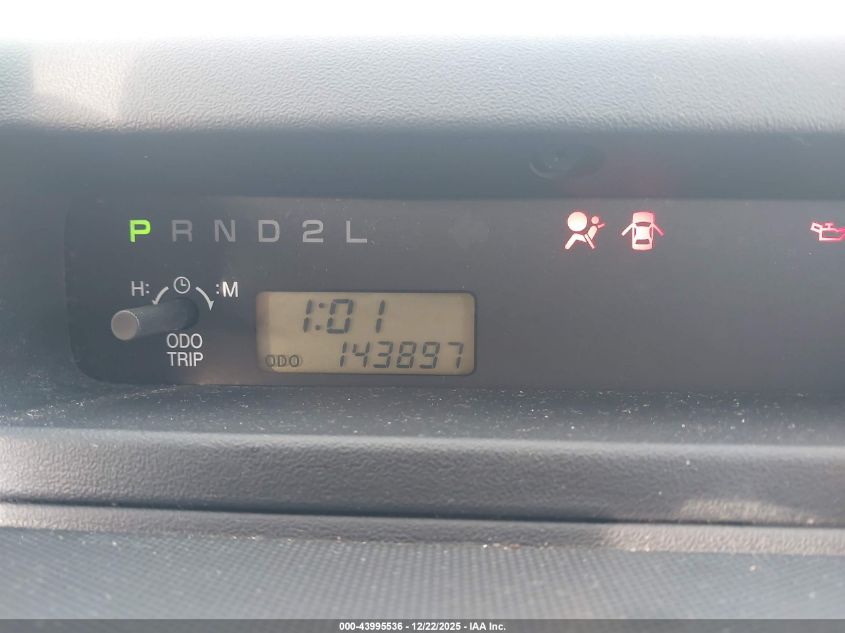 P R N D 2 L
H: :M
ODO
TRIP
1:01
ODO 143897
000-43995536 - 12/22/2025 - IAA Inc.